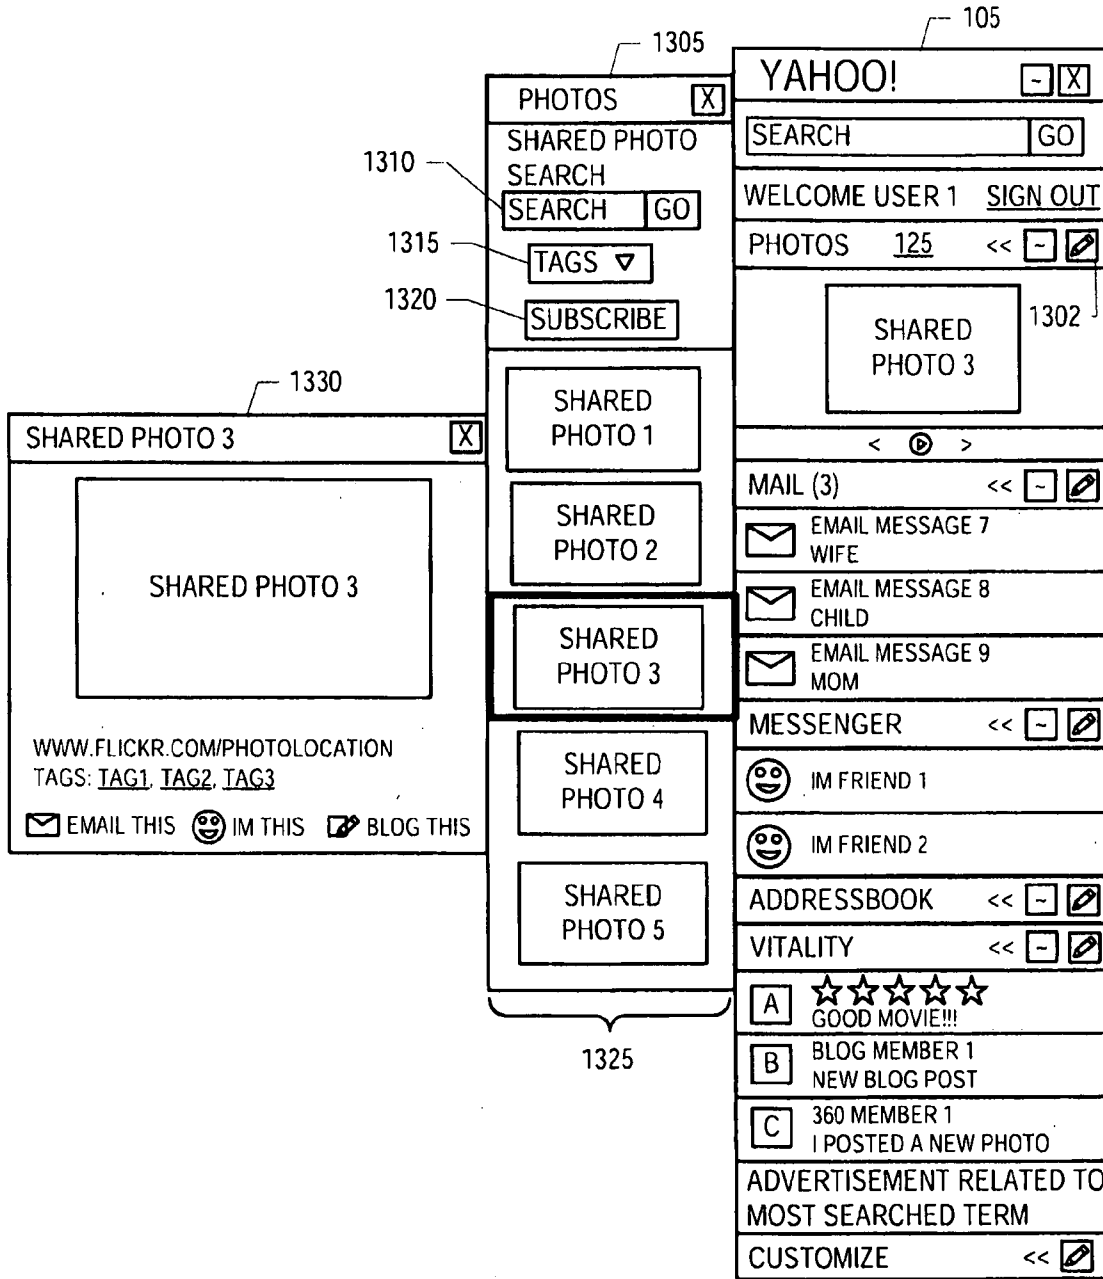 105
1305
YAHOO! ~ X
PHOTOS X
SHARED PHOTO
SEARCH
1310
SEARCH GO
1315
TAGS
1320
SUBSCRIBE
SEARCH GO
WELCOME USER 1 SIGN OUT
PHOTOS 125 << ~
1302
SHARED
PHOTO 3
< >
1330
SHARED PHOTO 3 X
SHARED PHOTO 3
WWW.FLICKR.COM/PHOTOLOCATION
TAGS: TAG1, TAG2, TAG3
EMAIL THIS IM THIS BLOG THIS
SHARED
PHOTO 1
SHARED
PHOTO 2
SHARED
PHOTO 3
SHARED
PHOTO 4
SHARED
PHOTO 5
1325
MAIL (3) << ~
EMAIL MESSAGE 7
WIFE
EMAIL MESSAGE 8
CHILD
EMAIL MESSAGE 9
MOM
MESSENGER << ~
IM FRIEND 1
IM FRIEND 2
ADDRESSBOOK << ~
VITALITY << ~
A
GOOD MOVIE!!!
B BLOG MEMBER 1
NEW BLOG POST
C 360 MEMBER 1
I POSTED A NEW PHOTO
ADVERTISEMENT RELATED TO
MOST SEARCHED TERM
CUSTOMIZE <<